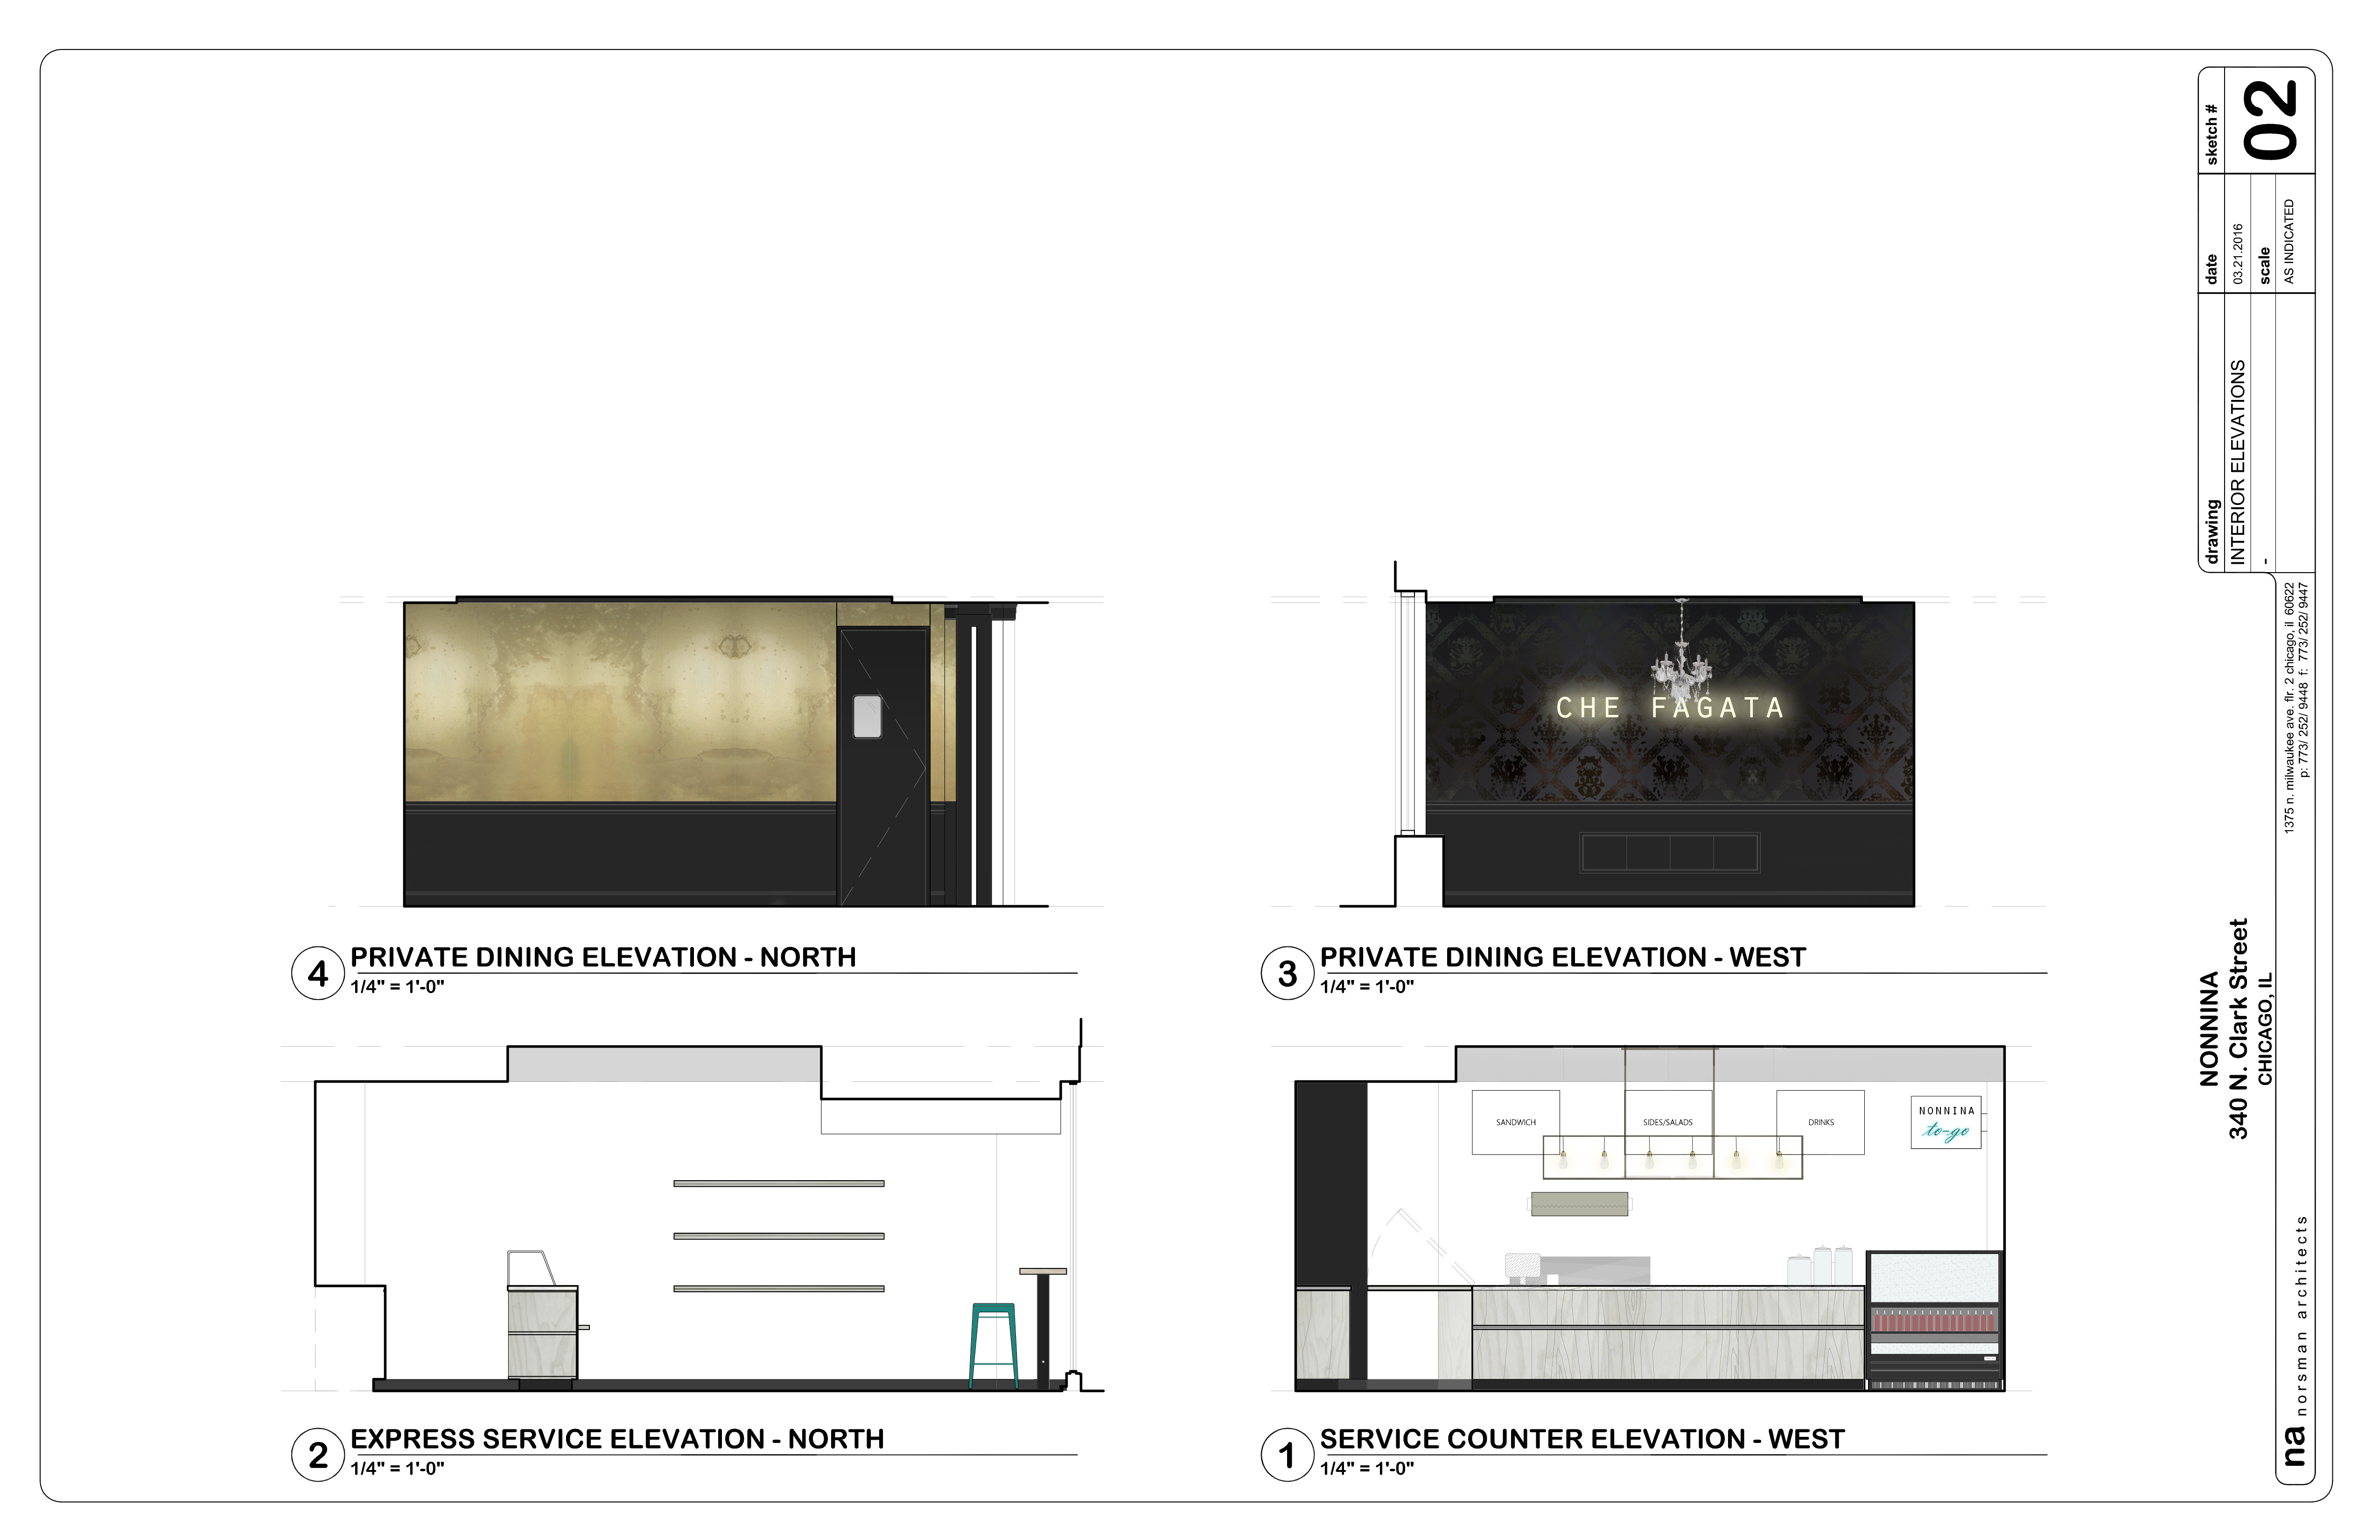 CHE FAGATA
4
PRIVATE DINING ELEVATION - NORTH
1/4" = 1'-0"
3
PRIVATE DINING ELEVATION - WEST
1/4" = 1'-0"
SANDWICH
SIDES/SALADS
DRINKS
NONNINA
to-go
2
EXPRESS SERVICE ELEVATION - NORTH
1/4" = 1'-0"
1
SERVICE COUNTER ELEVATION - WEST
1/4" = 1'-0"
sketch #
02
date
03.21.2016
scale
AS INDICATED
drawing
INTERIOR ELEVATIONS
-
1375 n. milwaukee ave. flr. 2 chicago, il 60622
p: 773/ 252/ 9448 f: 773/ 252/ 9447
NONNINA
340 N. Clark Street
CHICAGO, IL
na norsman architects